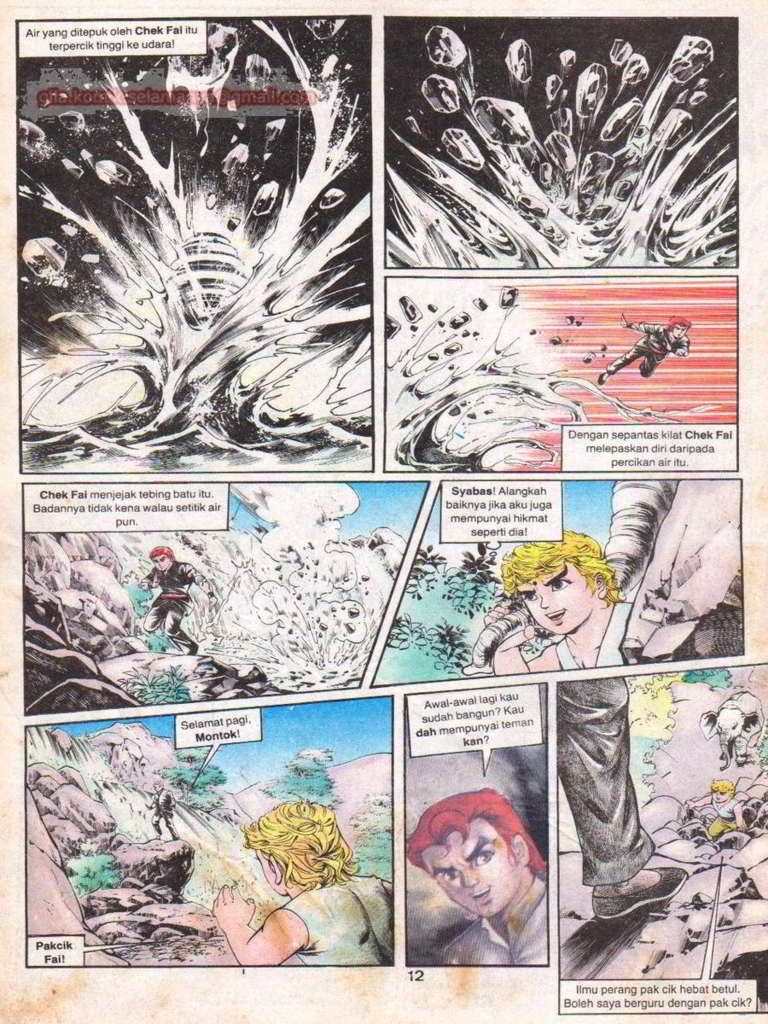 Air yang ditepuk oleh Chek Fai itu
terpercik tinggi ke udara!
Dengan sepantas kilat Chek Fai
melepaskan diri daripada
percikan air itu.
Chek Fai menjejak tebing batu itu.
Badannya tidak kena walau setitik air
pun.
Syabas! Alangkah
baiknya jika aku juga
mempunyai hikmat
seperti dia!
Selamat pagi,
Montok!
Pakcik
Fai!
Awal-awal lagi kau
sudah bangun? Kau
dah mempunyai teman
kan?
Ilmu perang pak cik hebat betul.
Boleh saya berguru dengan pak cik?
12